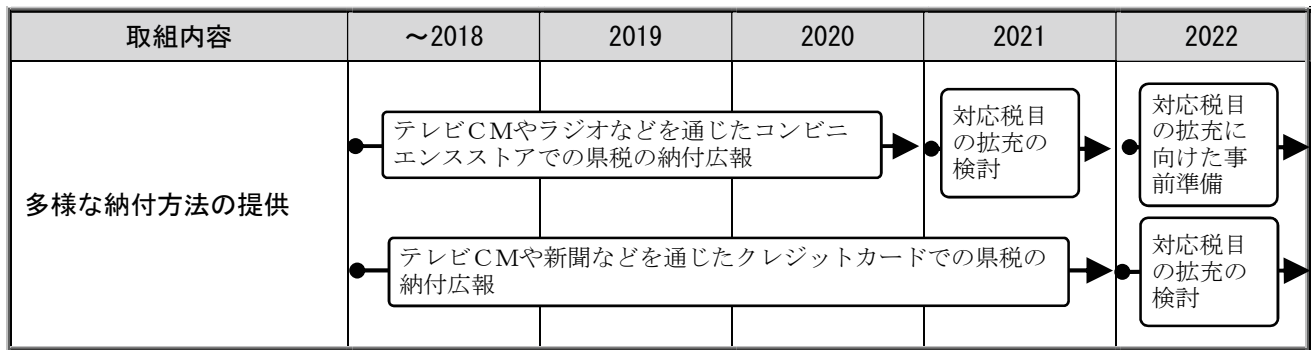 取組内容 ～2018 2019 2020 2021 2022
多様な納付方法の提供
テレビＣＭやラジオなどを通じたコンビニ
エンスストアでの県税の納付広報
対応税目
の拡充の
検討
対応税目
の拡充に
向けた事
前準備
テレビＣＭや新聞などを通じたクレジットカードでの県税の
納付広報
対応税目
の拡充の
検討